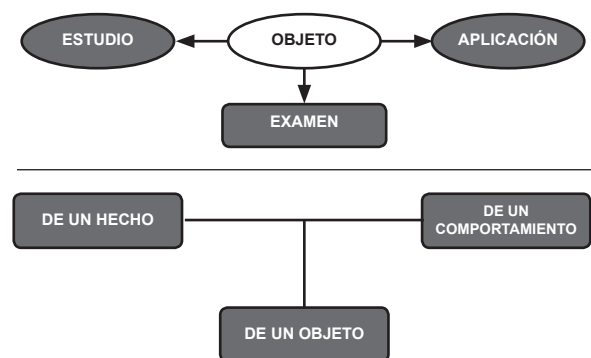 ESTUDIO
OBJETO
APLICACIÓN
EXAMEN
DE UN HECHO
DE UN
COMPORTAMIENTO
DE UN OBJETO